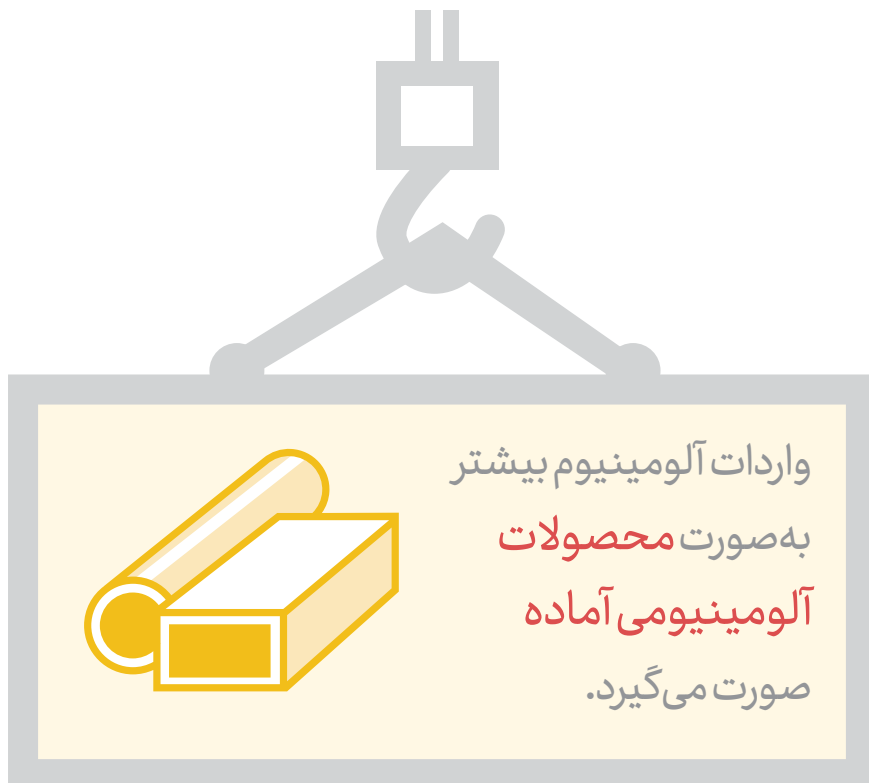 واردات آلومینیوم بیشتر
به‌صورت محصولات
آلومینیومی آماده
صورت می‌گیرد.